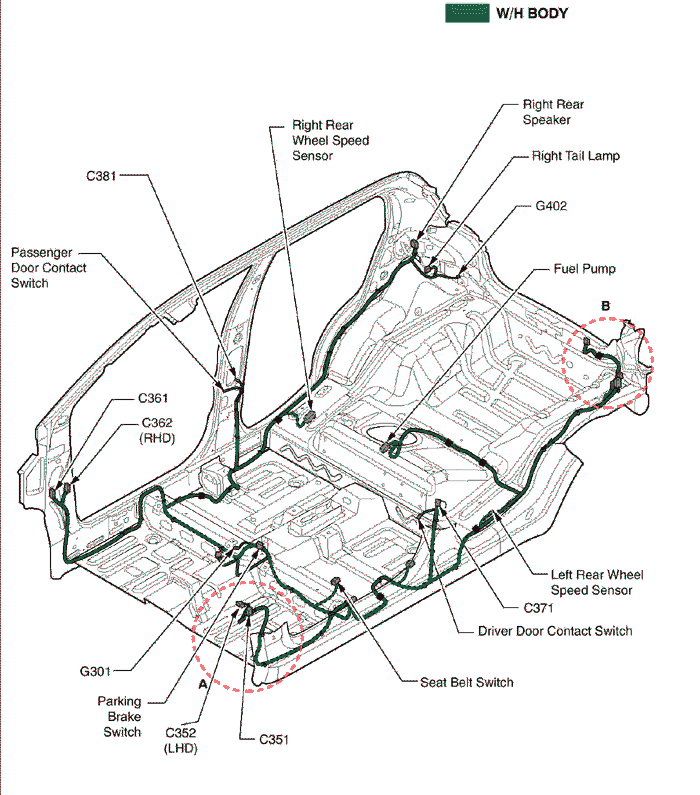 W/H BODY
Right Rear
Speaker
Right Rear
Wheel Speed
Sensor
Right Tail Lamp
C381
G402
Passenger
Door Contact
Switch
Fuel Pump
B
C361
C362
(RHD)
Left Rear Wheel
Speed Sensor
C371
Driver Door Contact Switch
G301
A
Seat Belt Switch
Parking
Brake
Switch
C352
(LHD)
C351